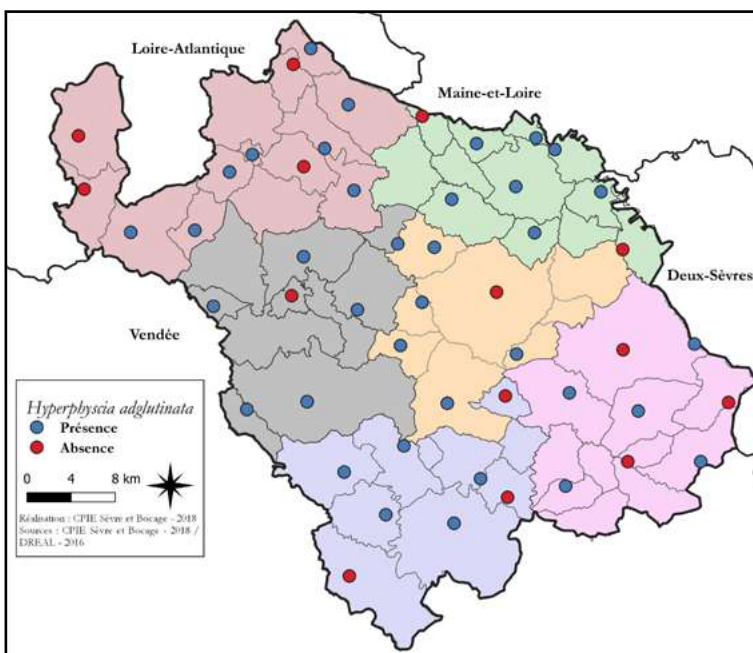 Loire-Atlantique
Maine-et-Loire
Deux-Sèvres
Vendée
Hyperphyscia adglutinata
Présence
Absence
0 4 8 km
Réalisation : CPIE Sèvre et Bocage - 2018
Sources : CPIE Sèvre et Bocage - 2018 /
DREAL - 2016